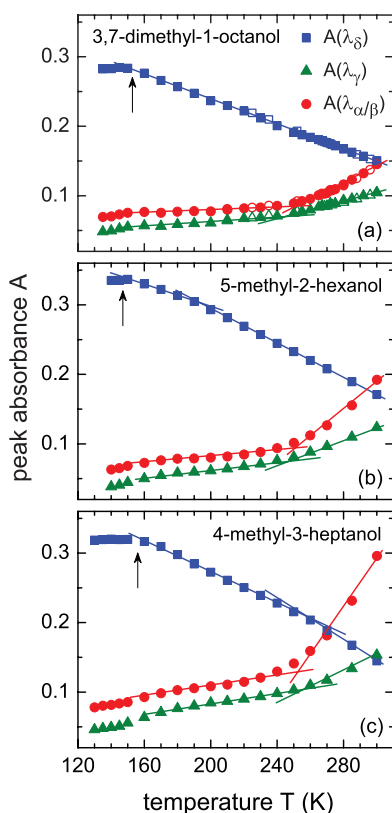 3,7-dimethyl-1-octanol
0.3
A(λδ)
A(λγ)
A(λα/β)
0.1
(a)
peak absorbance A
5-methyl-2-hexanol
0.3
0.2
0.1
(b)
4-methyl-3-heptanol
0.3
0.2
0.1
(c)
120 160 200 240 280
temperature T (K)